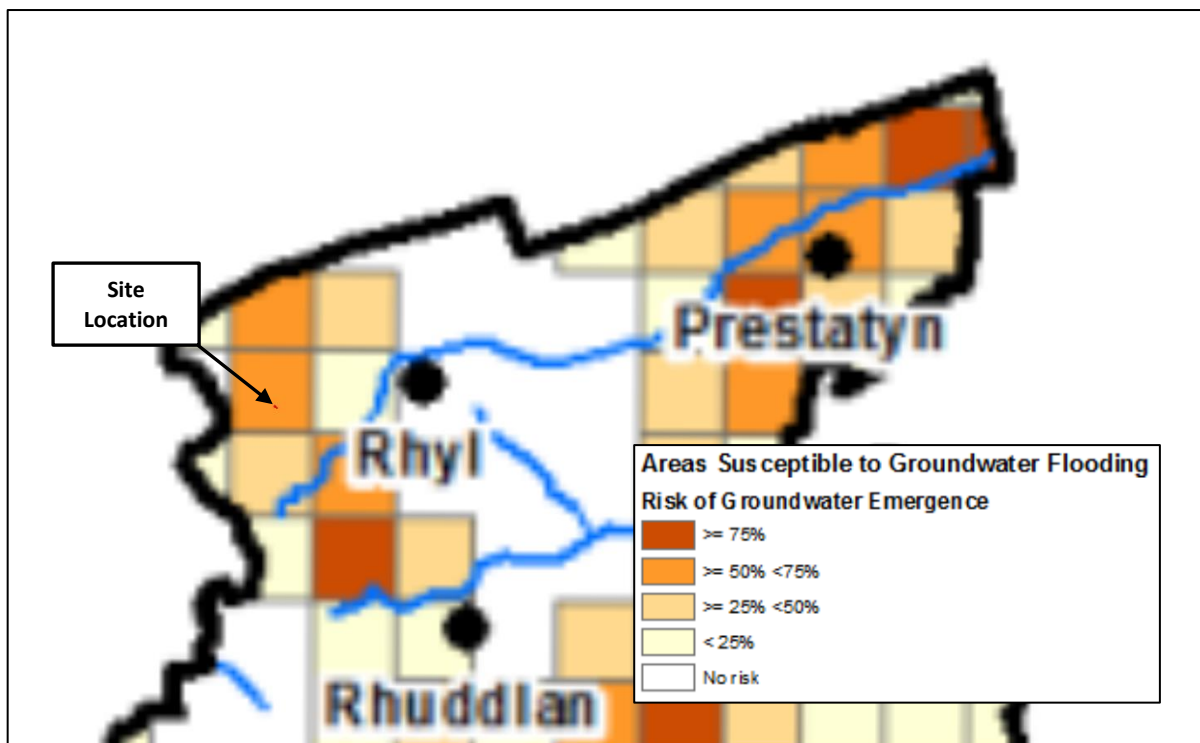 Site
Location
Prestatyn
Rhyl
Rhuddlan
Areas Susceptible to Groundwater Flooding
Risk of Groundwater Emergence
>= 75%
>= 50% <75%
>= 25% <50%
< 25%
No risk